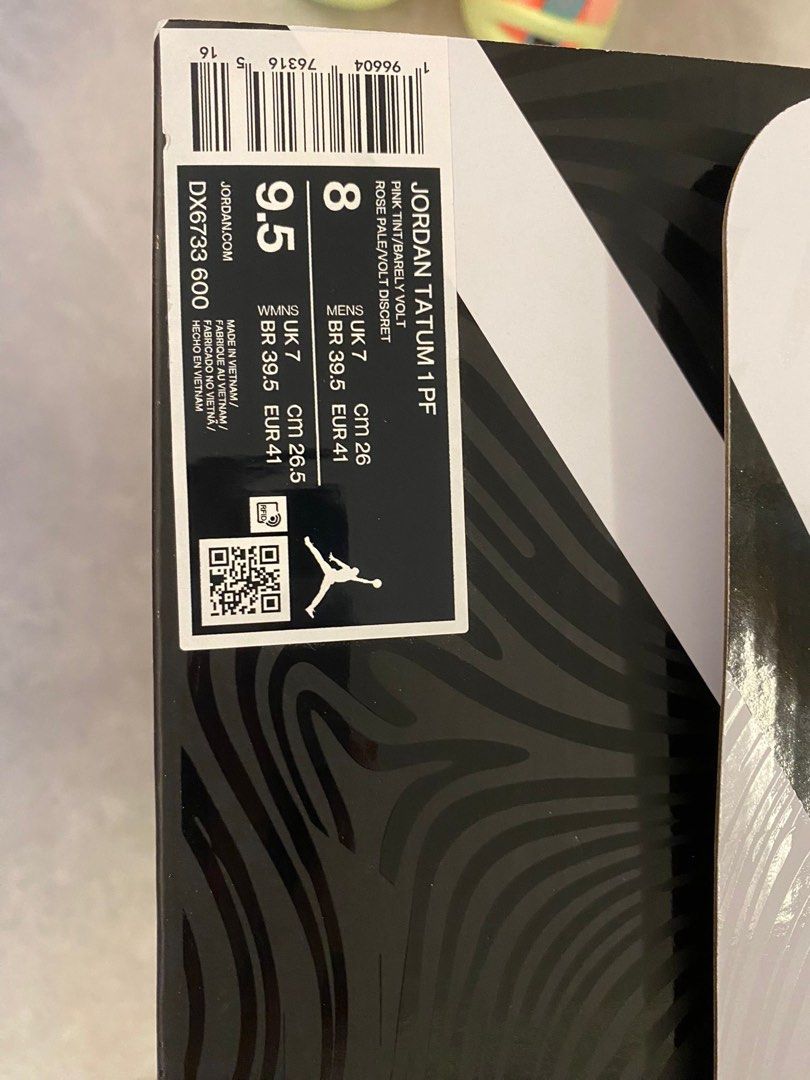 1 96604 76316 5 16
JORDAN TATUM 1 PF
PINK TINT/BARELY VOLT
ROSE PALE/VOLT DISCRET
8 MENS UK 7 cm 26
BR 39.5 EUR 41
9.5 WMNS UK 7 cm 26.5
BR 39.5 EUR 41
JORDAN.COM
DX6733 600
MADE IN VIETNAM/
FABRIQUE AU VIETNAM/
FABRICADO NO VIETNÃ/
HECHO EN VIETNAM
RFID